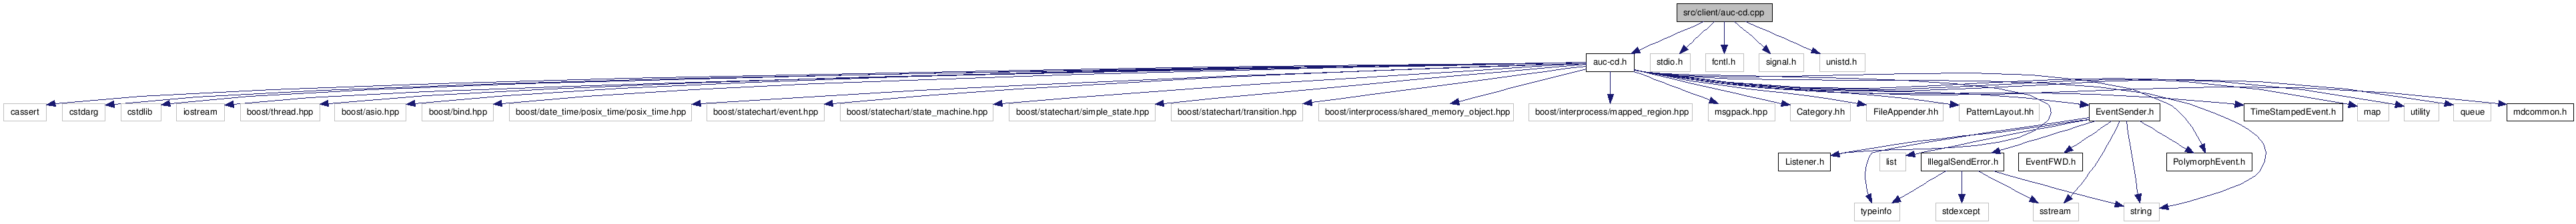 src/client/auc-cd.cpp
auc-cd.h
stdio.h
fcntl.h
signal.h
unistd.h
cassert
cstdarg
cstdlib
iostream
boost/thread.hpp
boost/asio.hpp
boost/bind.hpp
boost/date_time/posix_time/posix_time.hpp
boost/statechart/event.hpp
boost/statechart/state_machine.hpp
boost/statechart/simple_state.hpp
boost/statechart/transition.hpp
boost/interprocess/shared_memory_object.hpp
boost/interprocess/mapped_region.hpp
msgpack.hpp
Category.hh
FileAppender.hh
PatternLayout.hh
EventSender.h
TimeStampedEvent.h
map
utility
queue
mdcommon.h
Listener.h
list
IllegalSendError.h
EventFWD.h
PolymorphEvent.h
typeinfo
stdexcept
sstream
string